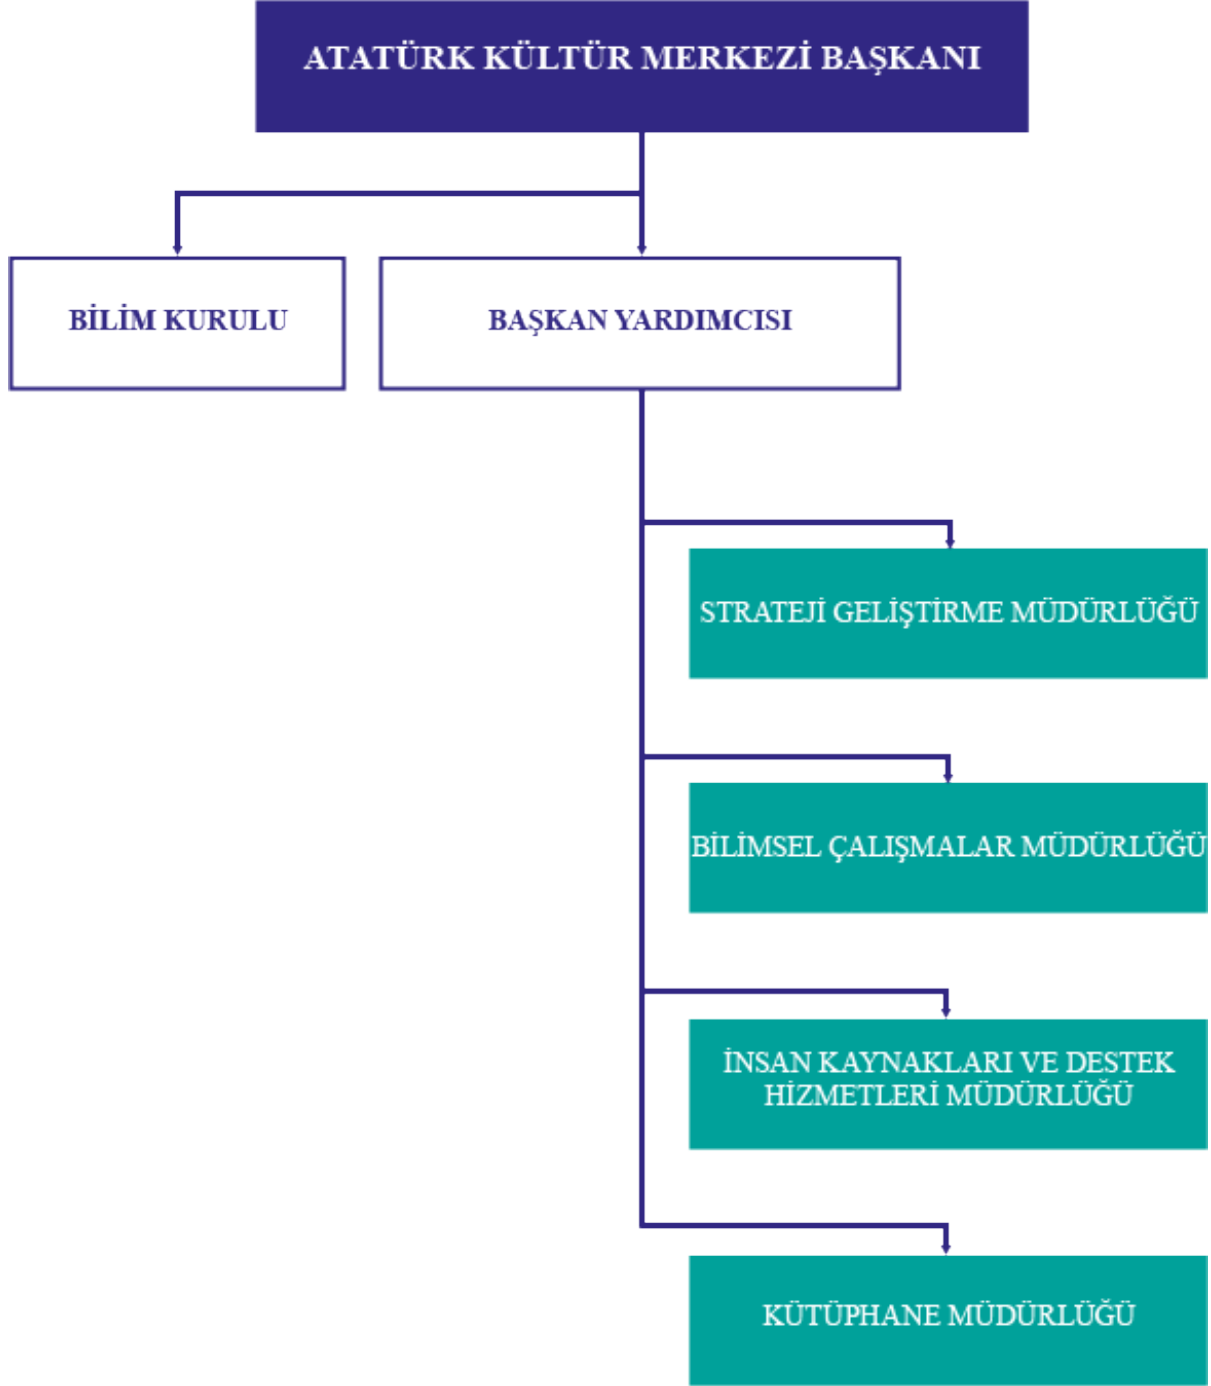 ATATÜRK KÜLTÜR MERKEZİ BAŞKANI
BİLİM KURULU
BAŞKAN YARDIMCISI
STRATEJİ GELİŞTİRME MÜDÜRLÜĞÜ
BİLİMSEL ÇALIŞMALAR MÜDÜRLÜĞÜ
İNSAN KAYNAKLARI VE DESTEK
HİZMETLERİ MÜDÜRLÜĞÜ
KÜTÜPHANE MÜDÜRLÜĞÜ